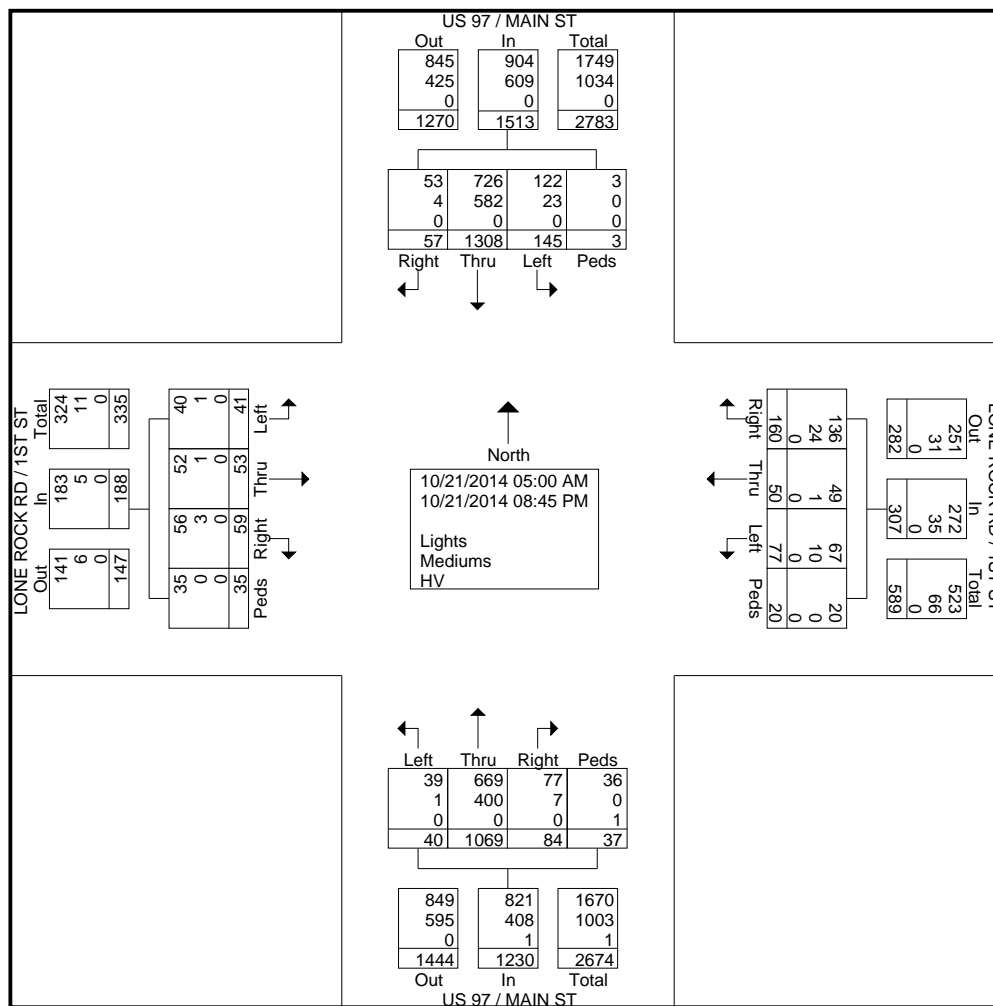 US 97 / MAIN ST
Out In Total
845 904 1749
425 609 1034
0 0 0
1270 1513 2783
53 726 122 3
4 582 23 0
0 0 0 0
57 1308 145 3
Right Thru Left Peds
LONE ROCK RD / 1ST ST
Total
324
11
0
335
In
183
5
0
188
Out
141
6
0
147
Left
40
1
0
41
Thru
52
1
0
53
Right
56
3
0
59
Peds
35
0
0
35
North
10/21/2014 05:00 AM
10/21/2014 08:45 PM
Lights
Mediums
HV
Right
136
24
0
160
Thru
49
1
0
50
Left
67
10
0
77
Peds
20
0
0
20
LONE ROCK RD / 1ST ST
Out
251
31
0
282
In
272
35
0
307
Total
523
66
0
589
Left Thru Right Peds
39 669 77 36
1 400 7 0
0 0 0 1
40 1069 84 37
849 821 1670
595 408 1003
0 1 1
1444 1230 2674
Out In Total
US 97 / MAIN ST